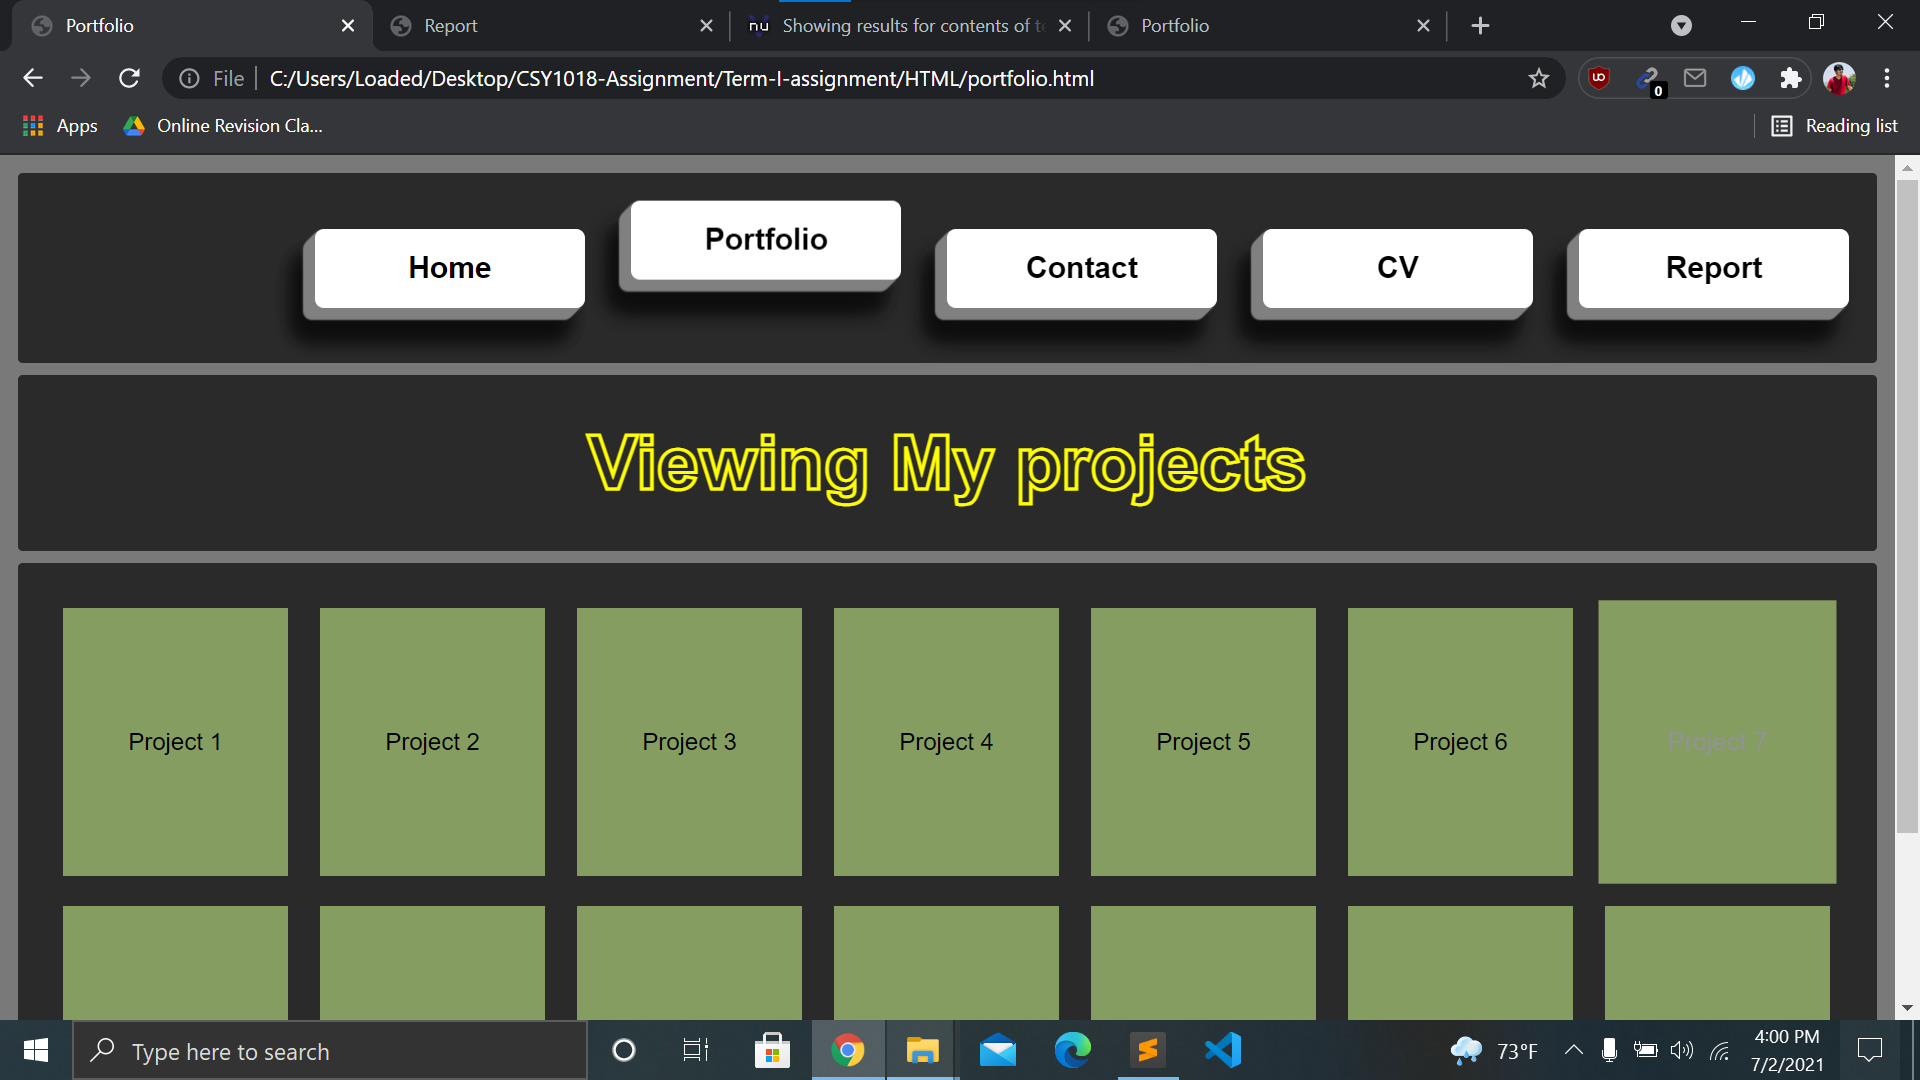 Portfolio
Report
nu Showing results for contents of te
Portfolio
File
C:/Users/Loaded/Desktop/CSY1018-Assignment/Term-I-assignment/HTML/portfolio.html
0
Apps
Online Revision Cla...
Reading list
Home
Portfolio
Contact
CV
Report
Viewing My projects
Project 1
Project 2
Project 3
Project 4
Project 5
Project 6
Project 7
Type here to search
73°F
4:00 PM
7/2/2021